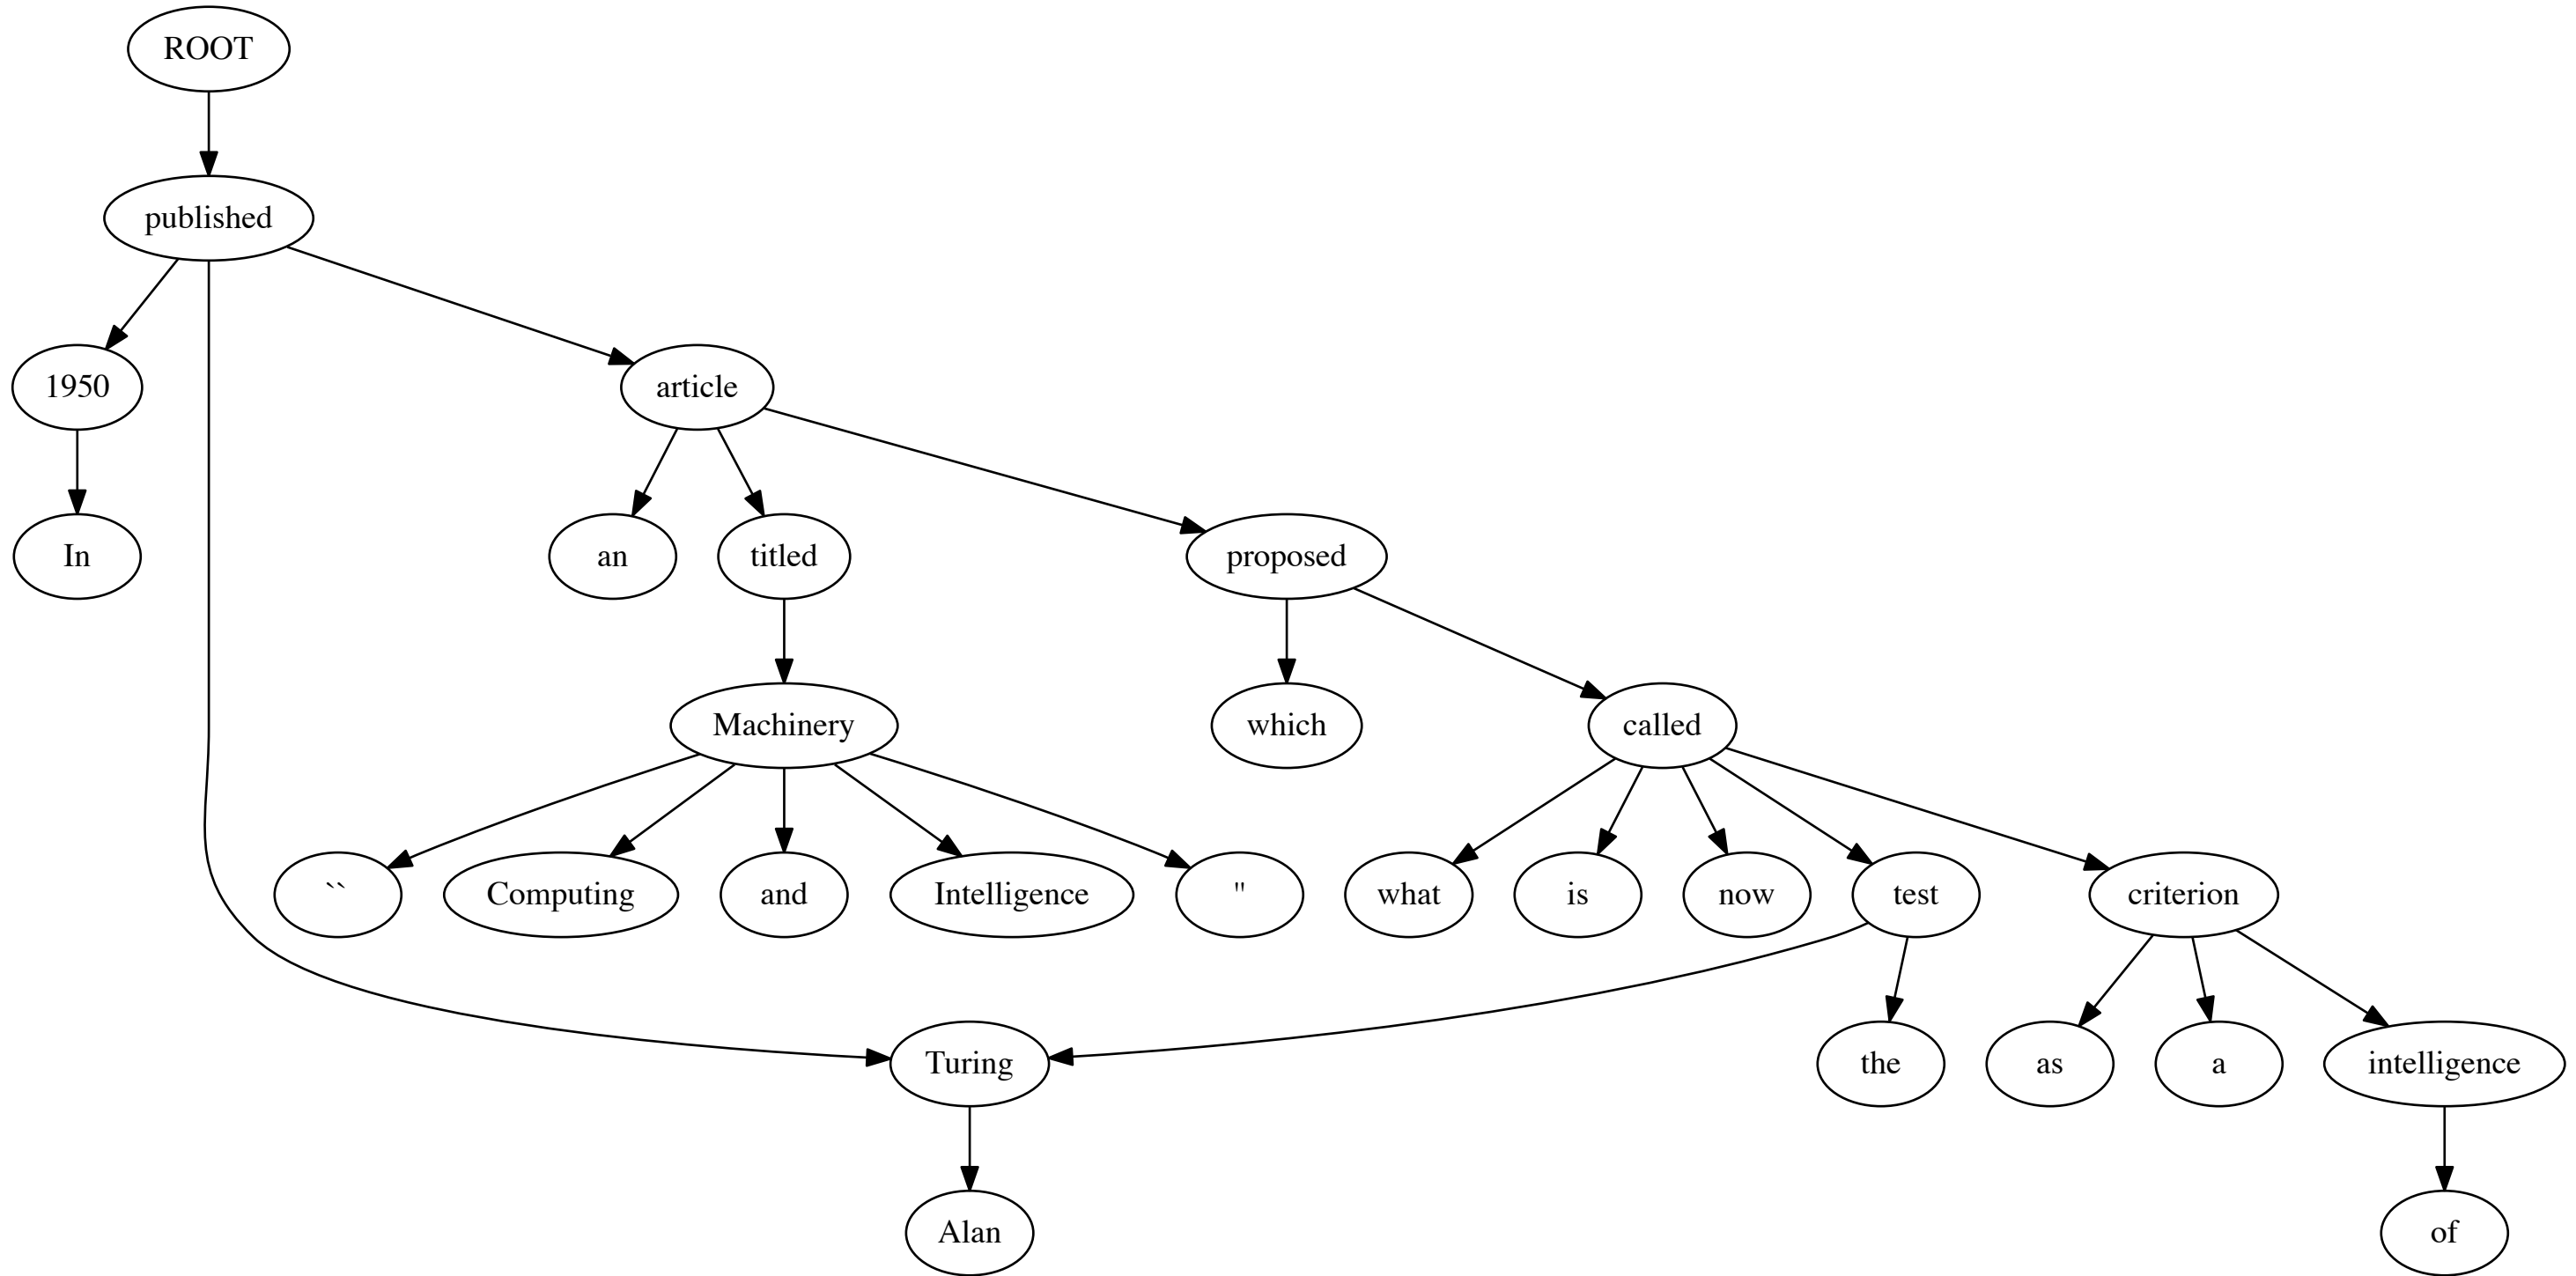 ROOT
published
1950
article
In
an
titled
proposed
Machinery
which
called
``
Computing
and
Intelligence
"
what
is
now
test
criterion
Turing
the
as
a
intelligence
Alan
of